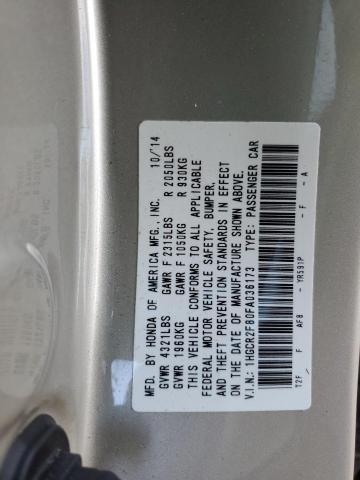 MFD. BY HONDA OF AMERICA MFG., INC. 10/14
GVWR 4321LBS GAWR F 2315LBS R 2050LBS
GVWR 1960KG GAWR F 1050KG R 930KG
THIS VEHICLE CONFORMS TO ALL APPLICABLE
FEDERAL MOTOR VEHICLE SAFETY, BUMPER,
AND THEFT PREVENTION STANDARDS IN EFFECT
ON THE DATE OF MANUFACTURE SHOWN ABOVE.
V.I.N.: 1HGCR2F80FA036173 TYPE: PASSENGER CAR
T2F F AF8 - YR591P - F - A